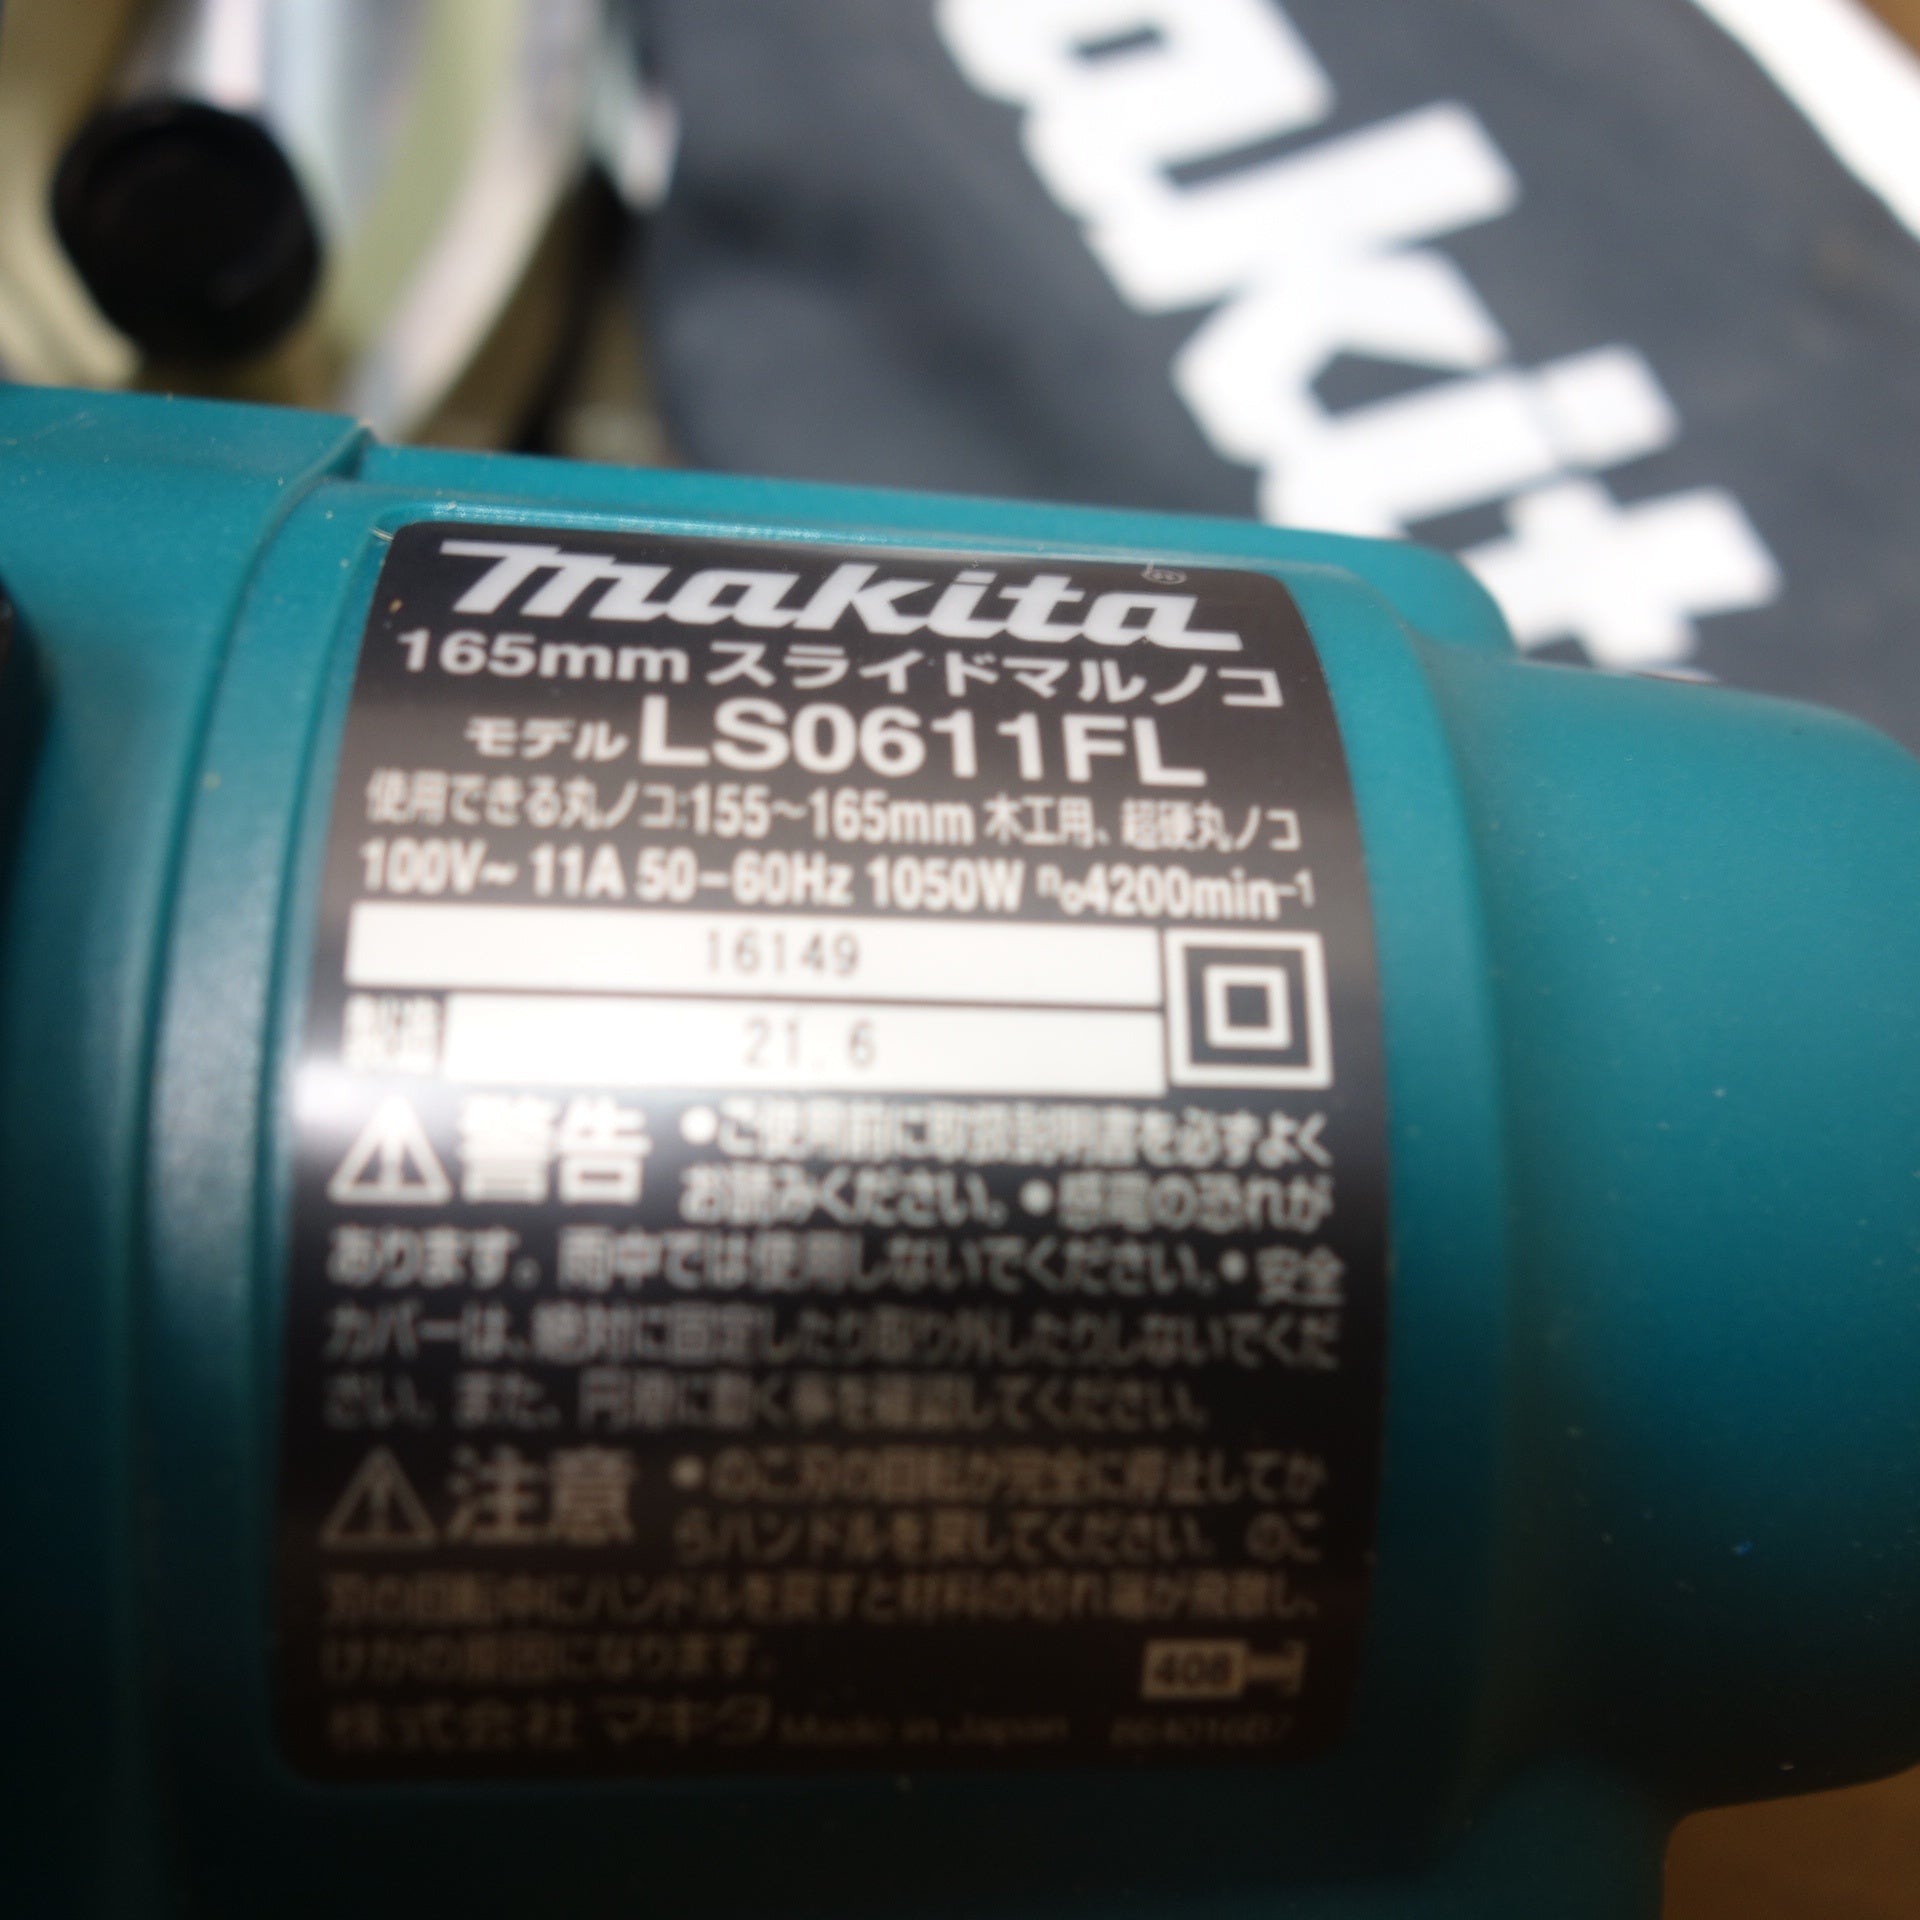 makita
makita
165mm スライドマルノコ
モデル LS0611FL
使用できる丸ノコ:155~165mm 木工用、超硬丸ノコ
100V~ 11A 50-60Hz 1050W n₀4200min⁻¹
16149
製造 21. 6
警告 •ご使用前に取扱説明書を必ずよく
お読みください。•感電の恐れが
あります。雨中では使用しないでください。•安全
カバーは、絶対に固定したり取り外したりしないでくだ
さい。また、円滑に動く事を確認してください。
注意 •のこ刃の回転が完全に停止してか
らハンドルを戻してください。のこ
刃の回転中にハンドルを戻すと材料の切れ端が飛散し、
けがの原因になります。
408
株式会社マキタ Made in Japan